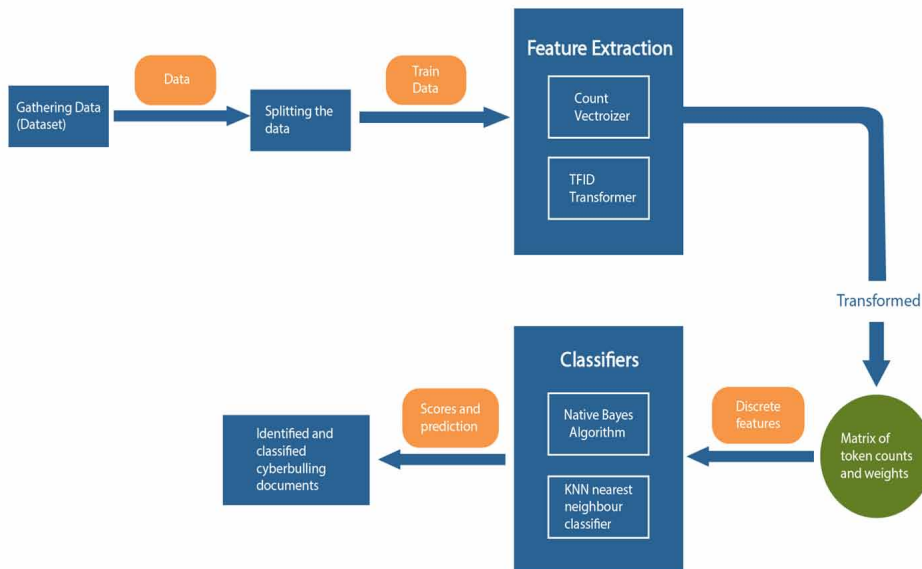 Gathering Data
(Dataset)
Data
Splitting the
data
Train
Data
Feature Extraction
Count
Vectroizer
TFID
Transformer
Transformed
Matrix of
token counts
and weights
Discrete
features
Classifiers
Native Bayes
Algorithm
KNN nearest
neighbour
classifier
Scores and
prediction
Identified and
classified
cyberbulling
documents